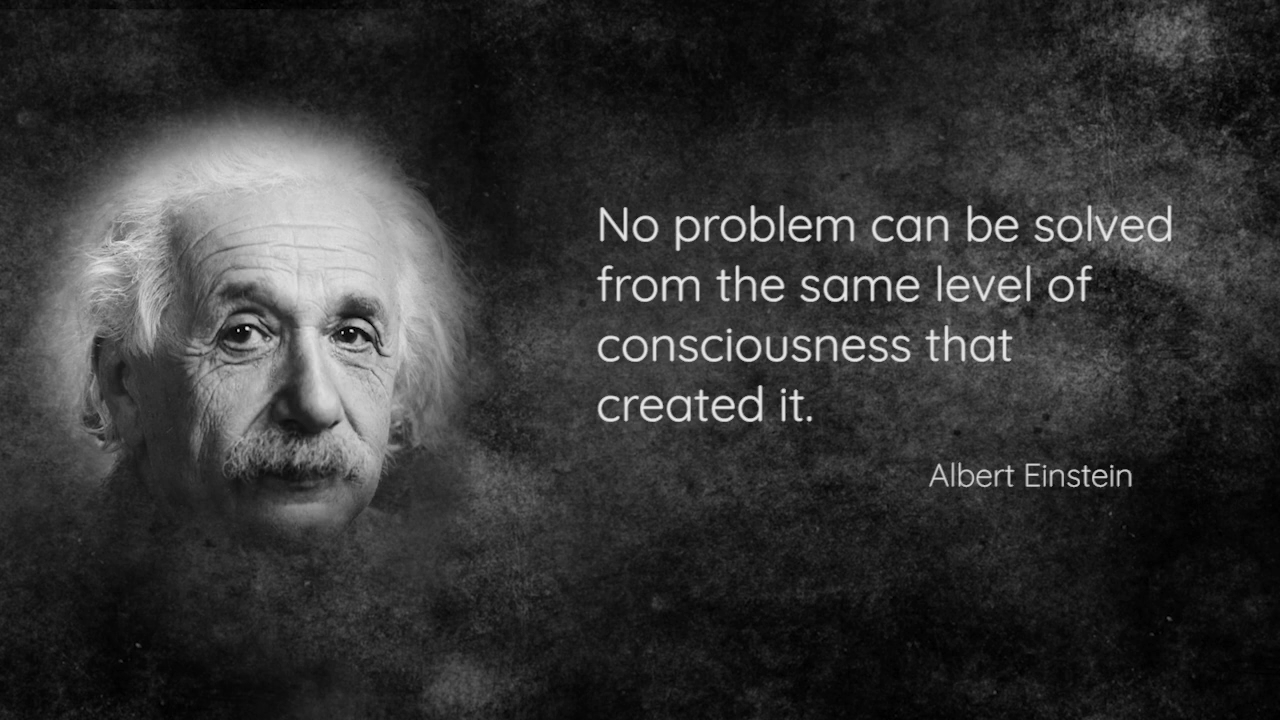 No problem can be solved
from the same level of
consciousness that
created it.
Albert Einstein